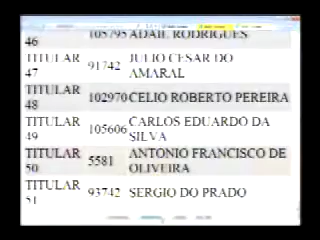 46 105795 ADAIL RODRIGUES
TITULAR 47 91742 JULIO CESAR DO AMARAL
TITULAR 48 102970 CELIO ROBERTO PEREIRA
TITULAR 49 105606 CARLOS EDUARDO DA SILVA
TITULAR 50 5581 ANTONIO FRANCISCO DE OLIVEIRA
TITULAR 51 93742 SERGIO DO PRADO